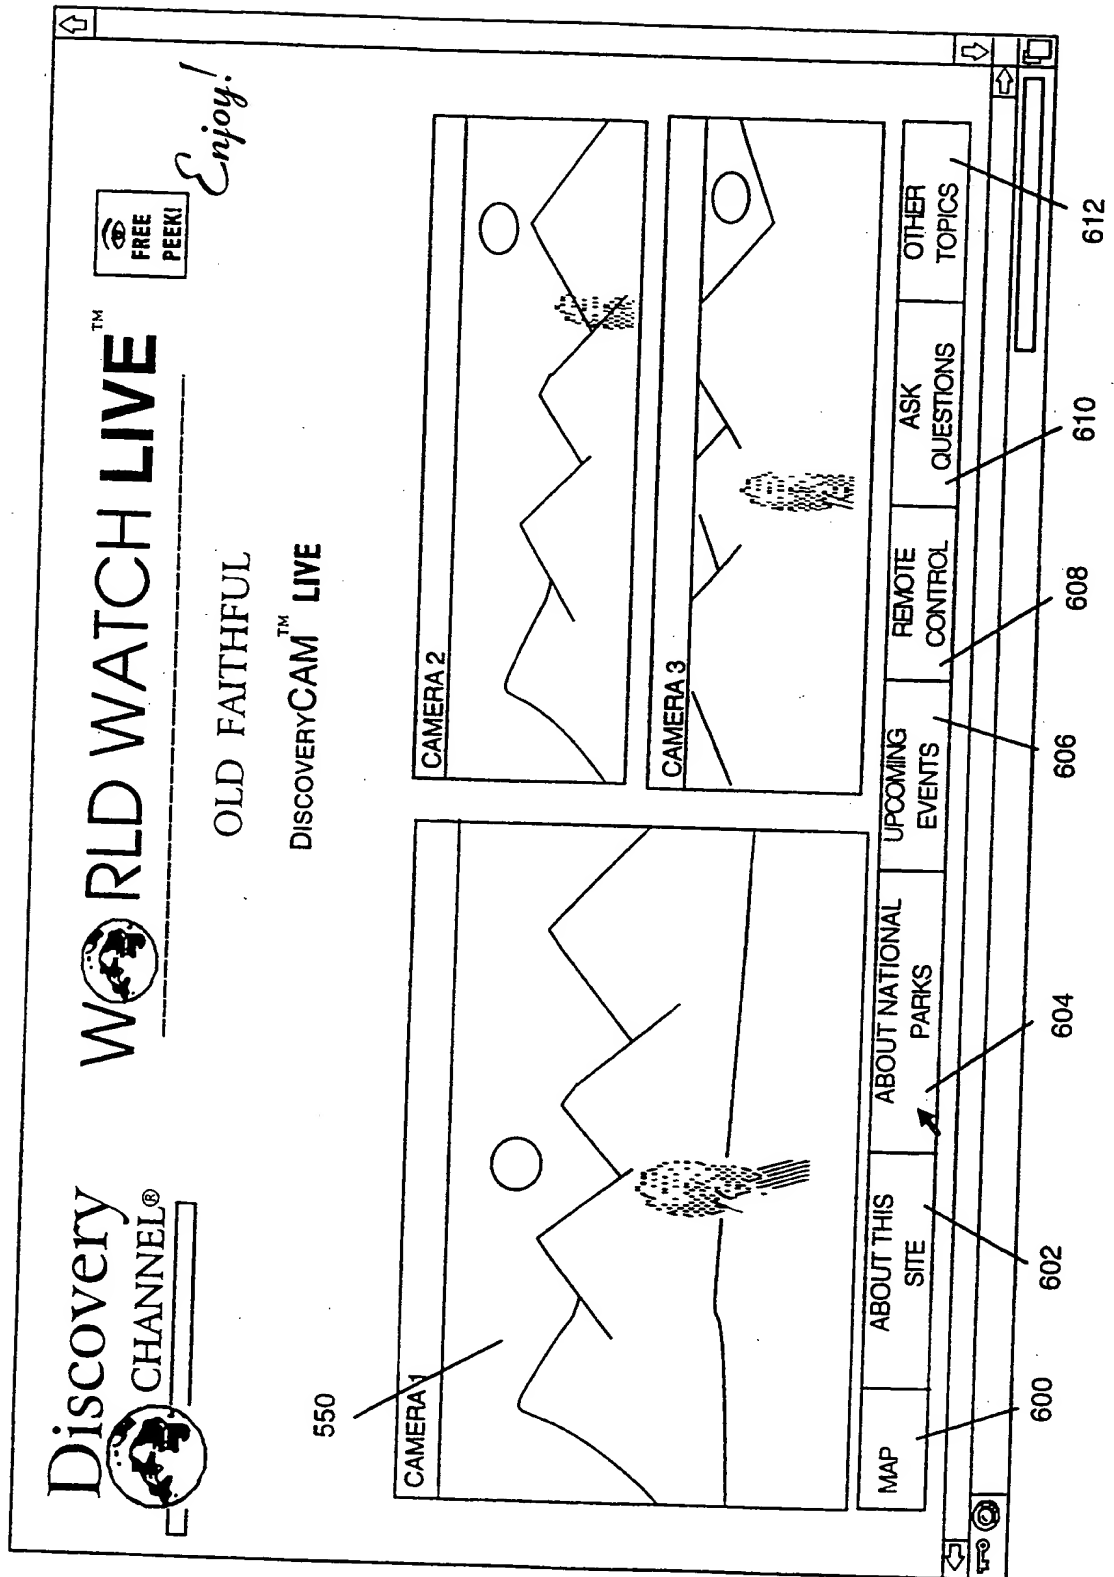 Discovery
CHANNEL®
WORLD WATCH LIVE™
FREE
PEEK!
Enjoy!
OLD FAITHFUL
DISCOVERYCAM™ LIVE
550
CAMERA 1
CAMERA 2
CAMERA 3
MAP
ABOUT THIS
SITE
ABOUT NATIONAL
PARKS
UPCOMING
EVENTS
REMOTE
CONTROL
ASK
QUESTIONS
OTHER
TOPICS
600
602
604
606
608
610
612